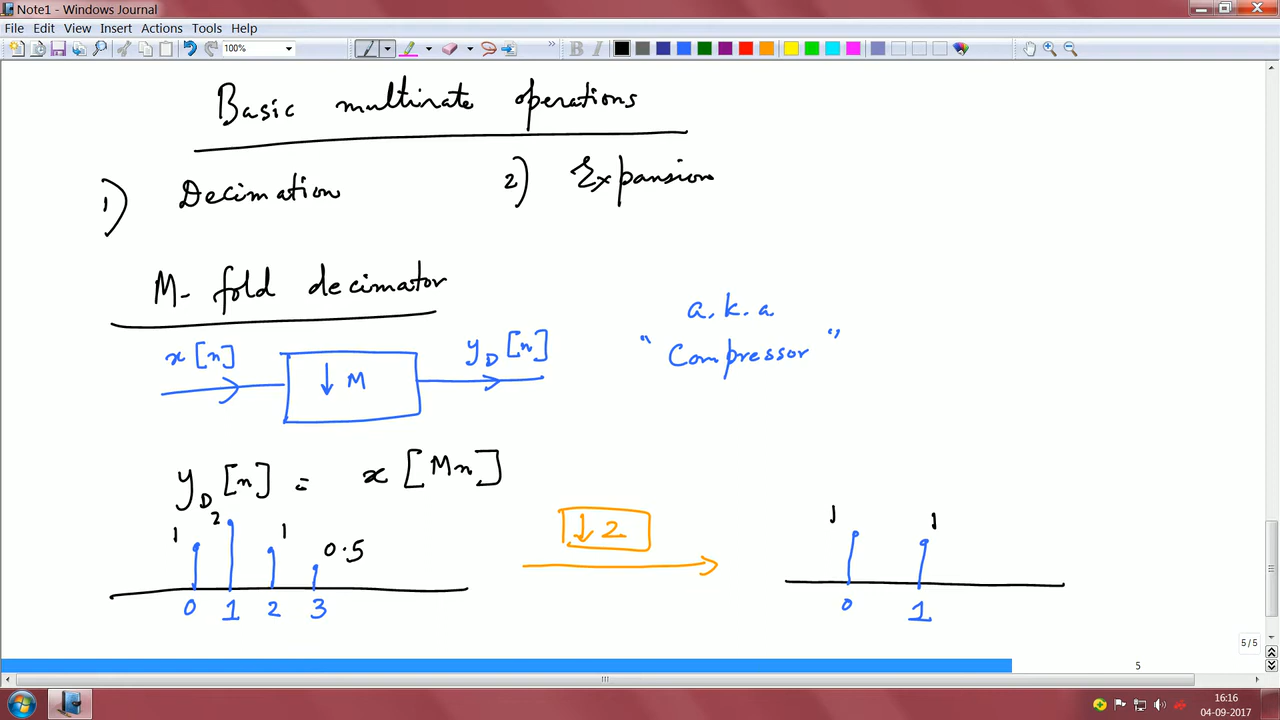 Note1 - Windows Journal
File Edit View Insert Actions Tools Help
100%
Basic multirate operations
1) Decimation 2) Expansion
M- fold decimator
a.k.a
"Compressor"
x[n] ↓ M y_D[n]
y_D[n] = x[Mn]
1 2 1 0.5
↓ 2
1 1
0 1 2 3
0 1
5/5
5
16:16
04-09-2017